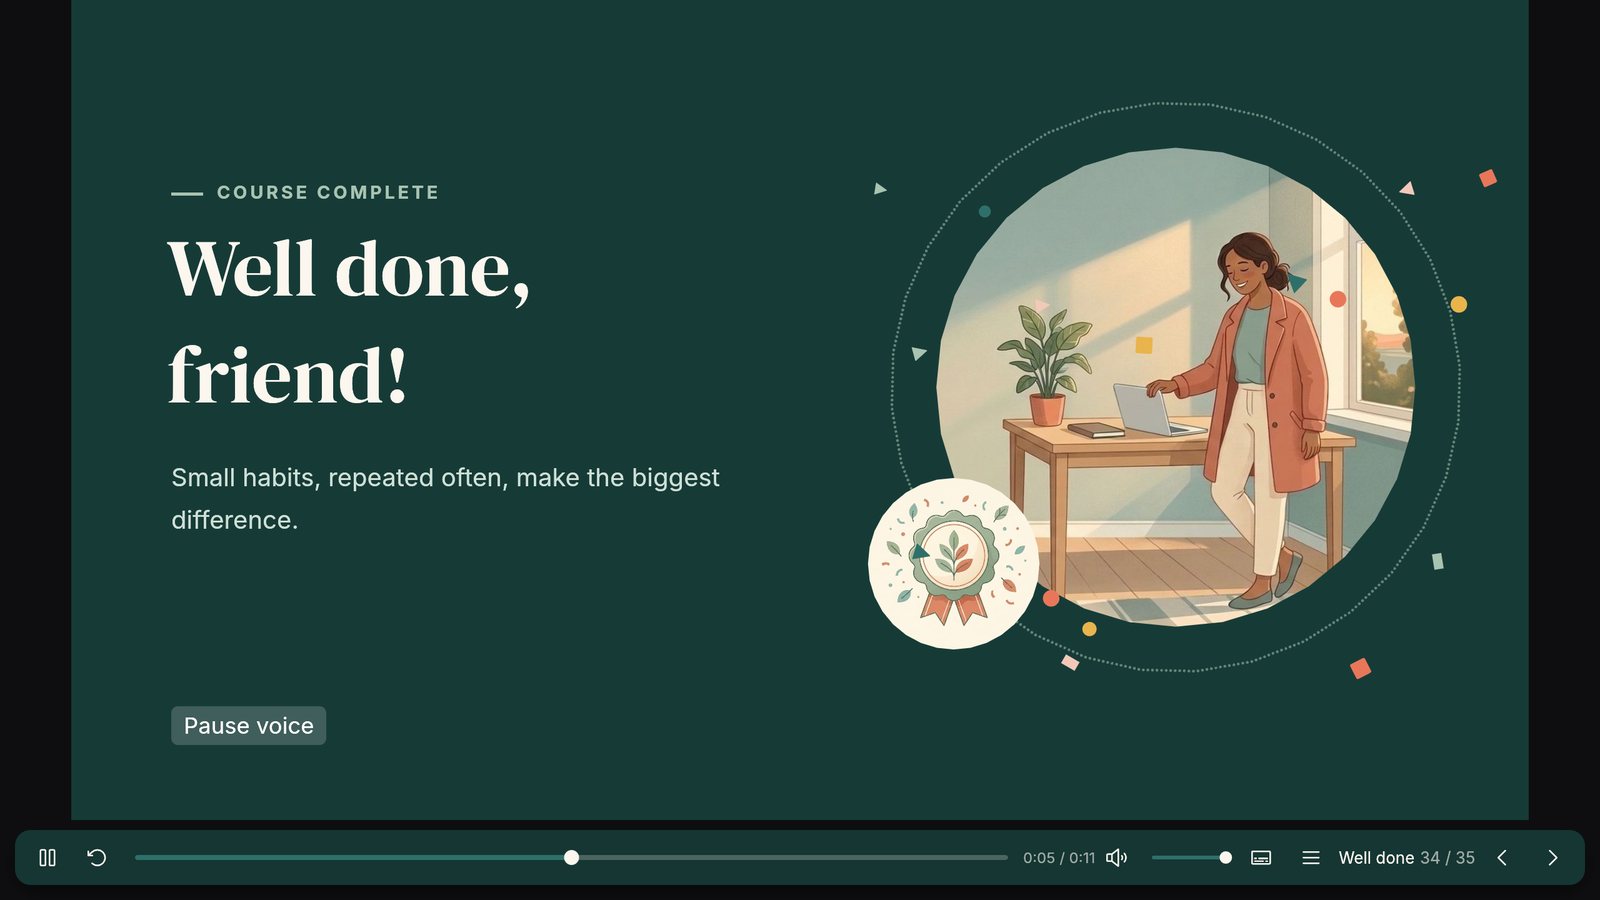 COURSE COMPLETE
Well done,
friend!
Small habits, repeated often, make the biggest
difference.
Pause voice
0:05 / 0:11
Well done 34 / 35